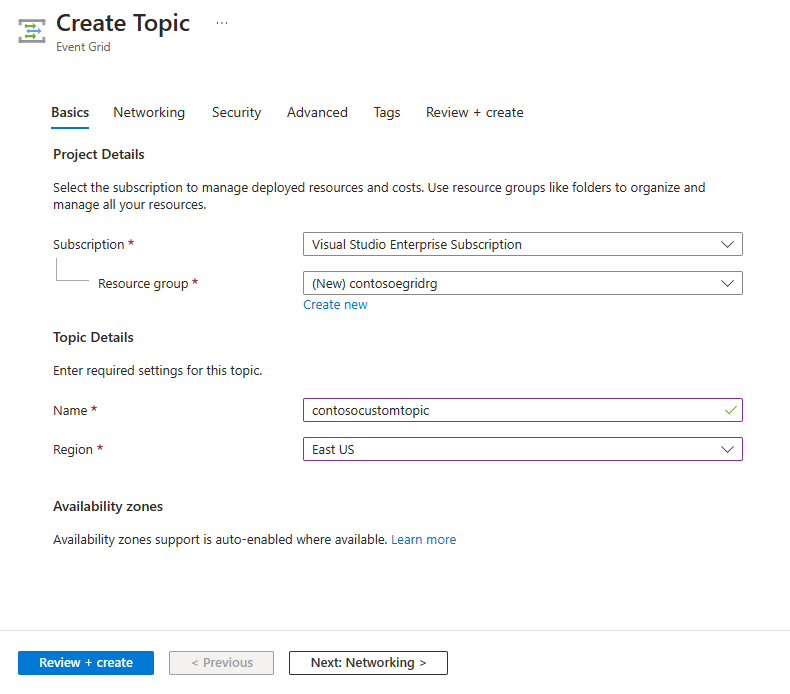 Create Topic ...
Event Grid
Basics Networking Security Advanced Tags Review + create
Project Details
Select the subscription to manage deployed resources and costs. Use resource groups like folders to organize and
manage all your resources.
Subscription * Visual Studio Enterprise Subscription
Resource group * (New) contosoegridrg
Create new
Topic Details
Enter required settings for this topic.
Name * contosocustomtopic
Region * East US
Availability zones
Availability zones support is auto-enabled where available. Learn more
Review + create < Previous Next: Networking >